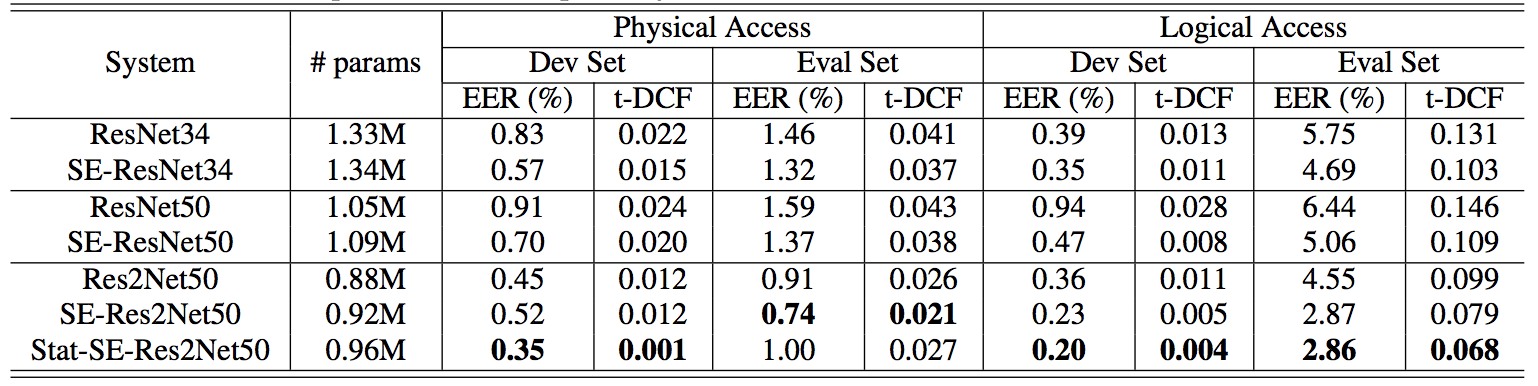 Physical Access Logical Access
System # params Dev Set Eval Set Dev Set Eval Set
EER (%) t-DCF EER (%) t-DCF EER (%) t-DCF EER (%) t-DCF
ResNet34 1.33M 0.83 0.022 1.46 0.041 0.39 0.013 5.75 0.131
SE-ResNet34 1.34M 0.57 0.015 1.32 0.037 0.35 0.011 4.69 0.103
ResNet50 1.05M 0.91 0.024 1.59 0.043 0.94 0.028 6.44 0.146
SE-ResNet50 1.09M 0.70 0.020 1.37 0.038 0.47 0.008 5.06 0.109
Res2Net50 0.88M 0.45 0.012 0.91 0.026 0.36 0.011 4.55 0.099
SE-Res2Net50 0.92M 0.52 0.012 0.74 0.021 0.23 0.005 2.87 0.079
Stat-SE-Res2Net50 0.96M 0.35 0.001 1.00 0.027 0.20 0.004 2.86 0.068